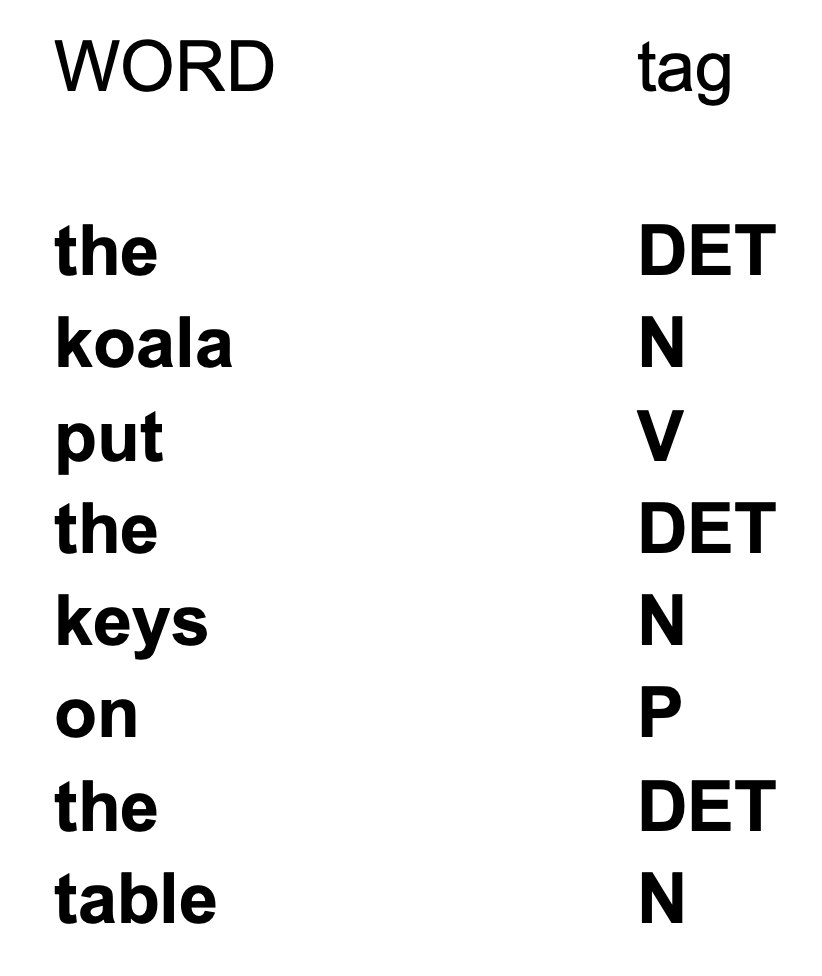 WORD tag
the DET
koala N
put V
the DET
keys N
on P
the DET
table N